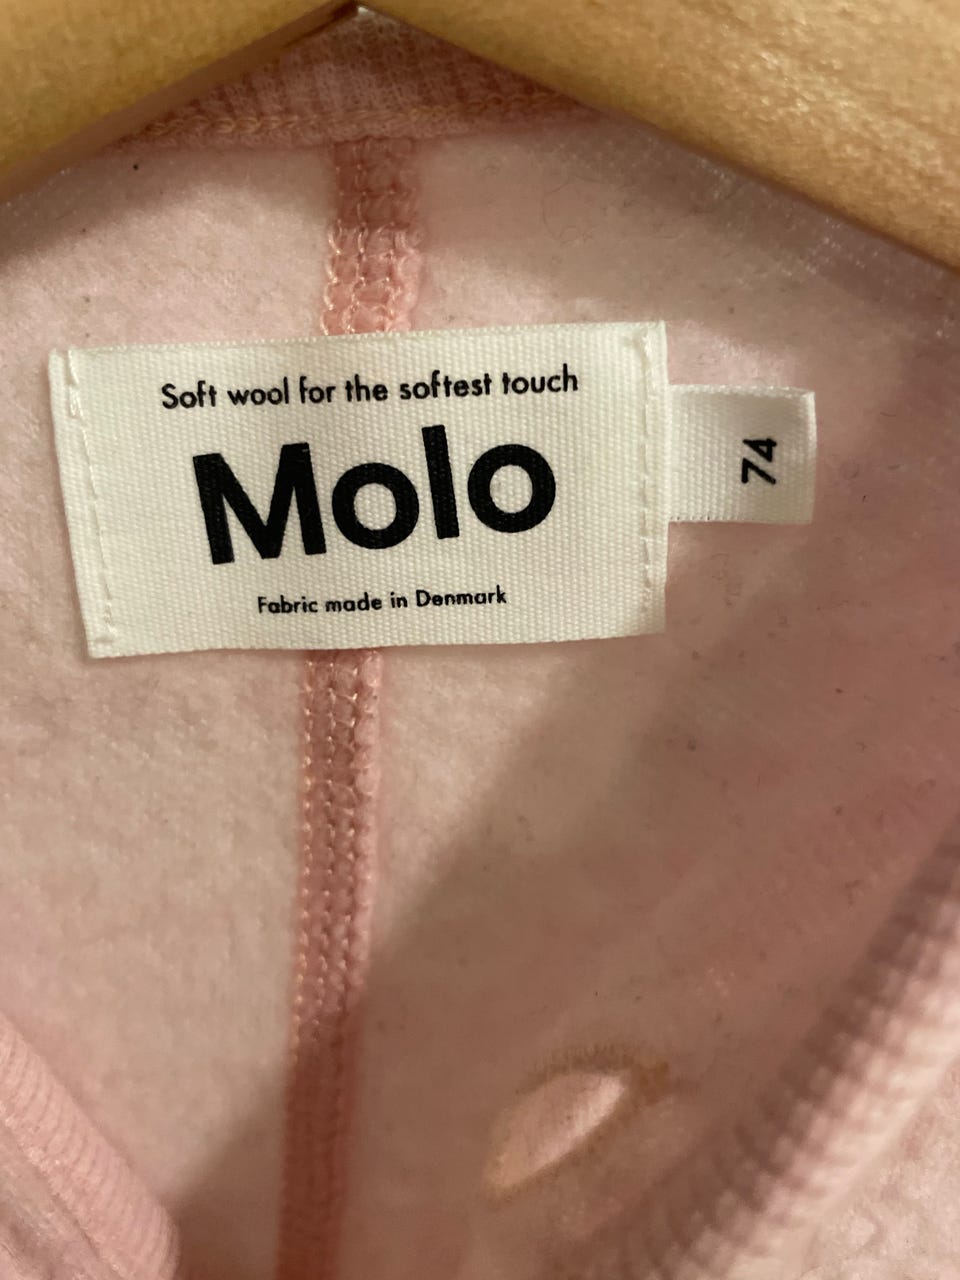 Soft wool for the softest touch
Molo
Fabric made in Denmark
74